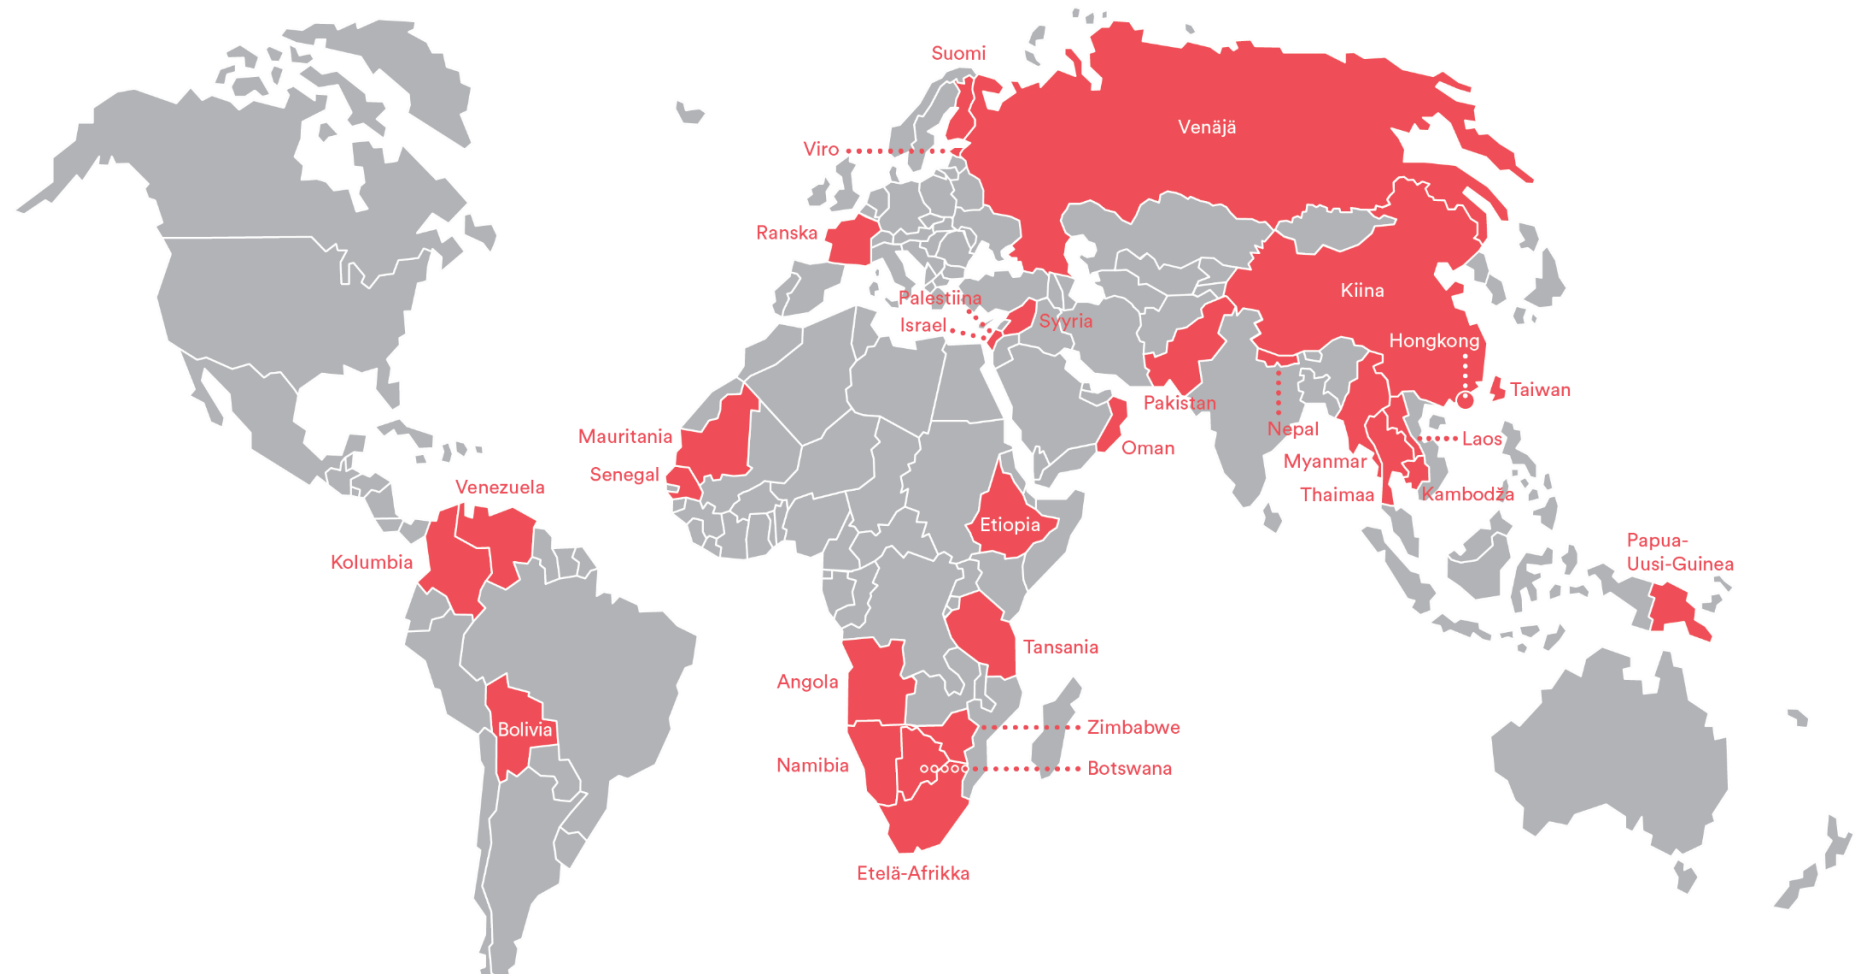 Suomi
Venäjä
Viro
Ranska
Palestiina
Israel
Syyria
Kiina
Hongkong
Taiwan
Pakistan
Nepal
Oman
Laos
Myanmar
Thaimaa
Kambodža
Mauritania
Senegal
Venezuela
Kolumbia
Etiopia
Papua-
Uusi-Guinea
Tansania
Angola
Bolivia
Zimbabwe
Namibia
Botswana
Etelä-Afrikka